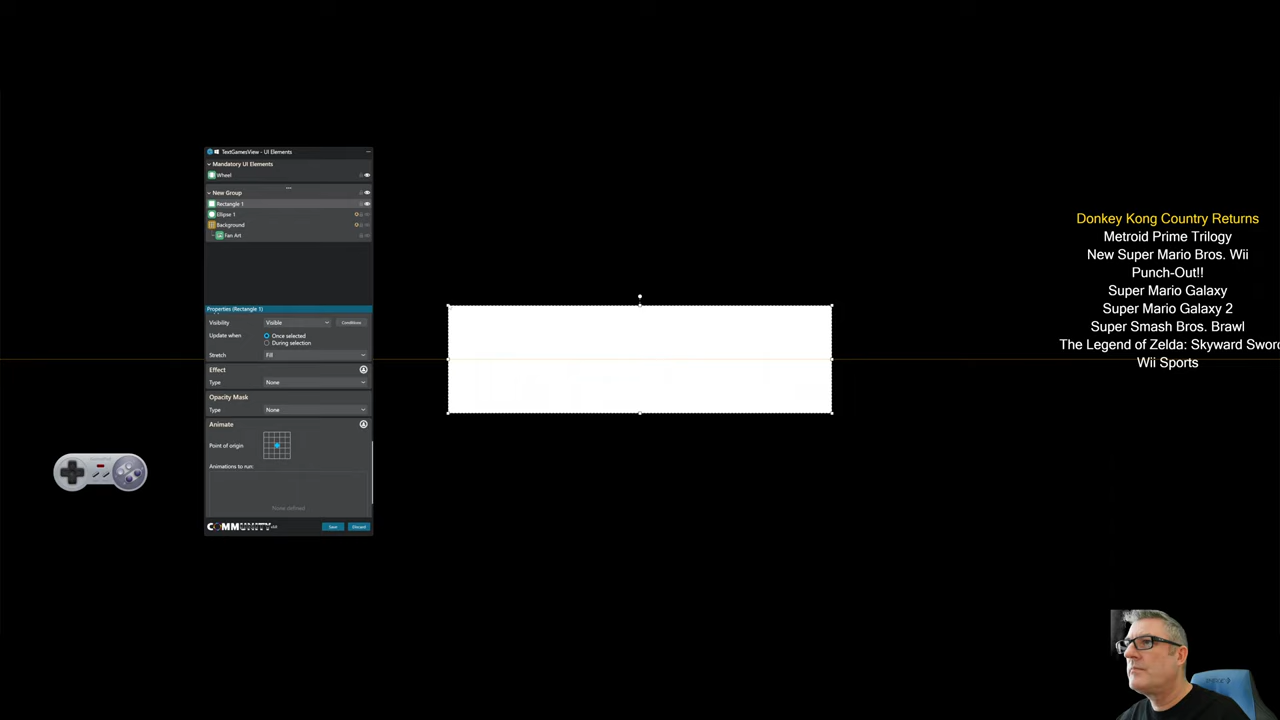 TextGamesView - UI Elements
Mandatory UI Elements
Wheel
New Group
Rectangle 1
Ellipse 1
Background
Fan Art
Properties (Rectangle 1)
Visibility Visible Conditions
Update when Once selected
During selection
Stretch Fill
Effect
Type None
Opacity Mask
Type None
Animate
Point of origin
Animations to run:
None defined
COMMUNITY Save Discard
Donkey Kong Country Returns
Metroid Prime Trilogy
New Super Mario Bros. Wii
Punch-Out!!
Super Mario Galaxy
Super Mario Galaxy 2
Super Smash Bros. Brawl
The Legend of Zelda: Skyward Sword
Wii Sports